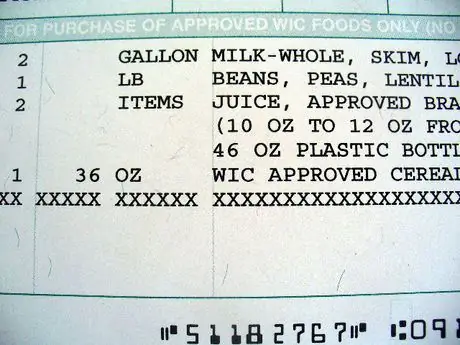 FOR PURCHASE OF APPROVED WIC FOODS ONLY (NO
2 GALLON MILK-WHOLE, SKIM, LO
1 LB BEANS, PEAS, LENTIL
2 ITEMS JUICE, APPROVED BRA
(10 OZ TO 12 OZ FRO
46 OZ PLASTIC BOTTL
1 36 OZ WIC APPROVED CEREAL
XX XXXXX XXXXXX XXXXXXXXXXXXXXXXXXX
⑈51182767⑈ ⑆091